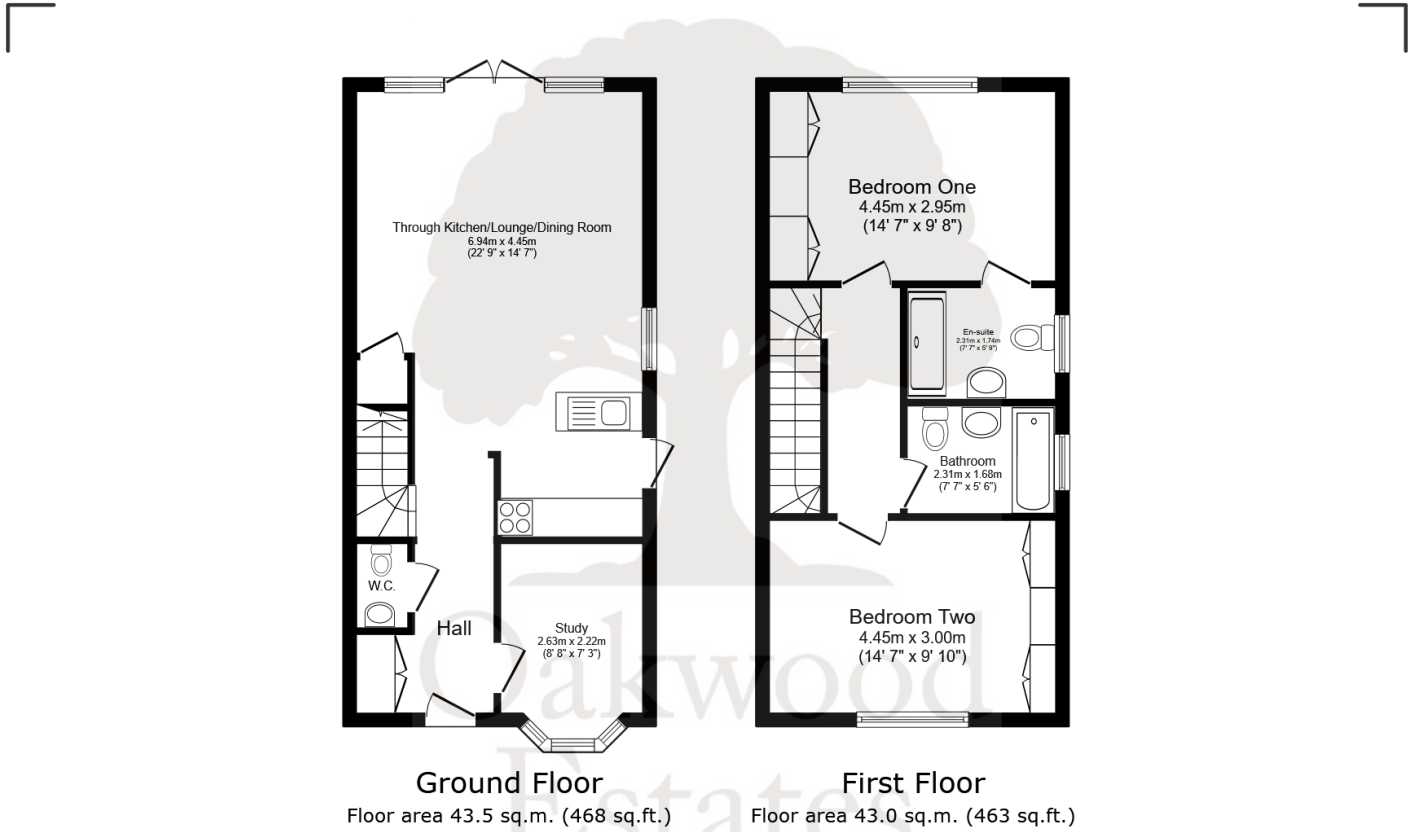 Through Kitchen/Lounge/Dining Room
6.94m x 4.45m
(22' 9" x 14' 7")
W.C.
Hall
Study
2.63m x 2.22m
(8' 8" x 7' 3")
Ground Floor
Floor area 43.5 sq.m. (468 sq.ft.)
Bedroom One
4.45m x 2.95m
(14' 7" x 9' 8")
En-suite
2.31m x 1.74m
(7' 7" x 5' 9")
Bathroom
2.31m x 1.68m
(7' 7" x 5' 6")
Bedroom Two
4.45m x 3.00m
(14' 7" x 9' 10")
First Floor
Floor area 43.0 sq.m. (463 sq.ft.)
Oakwood
Estates